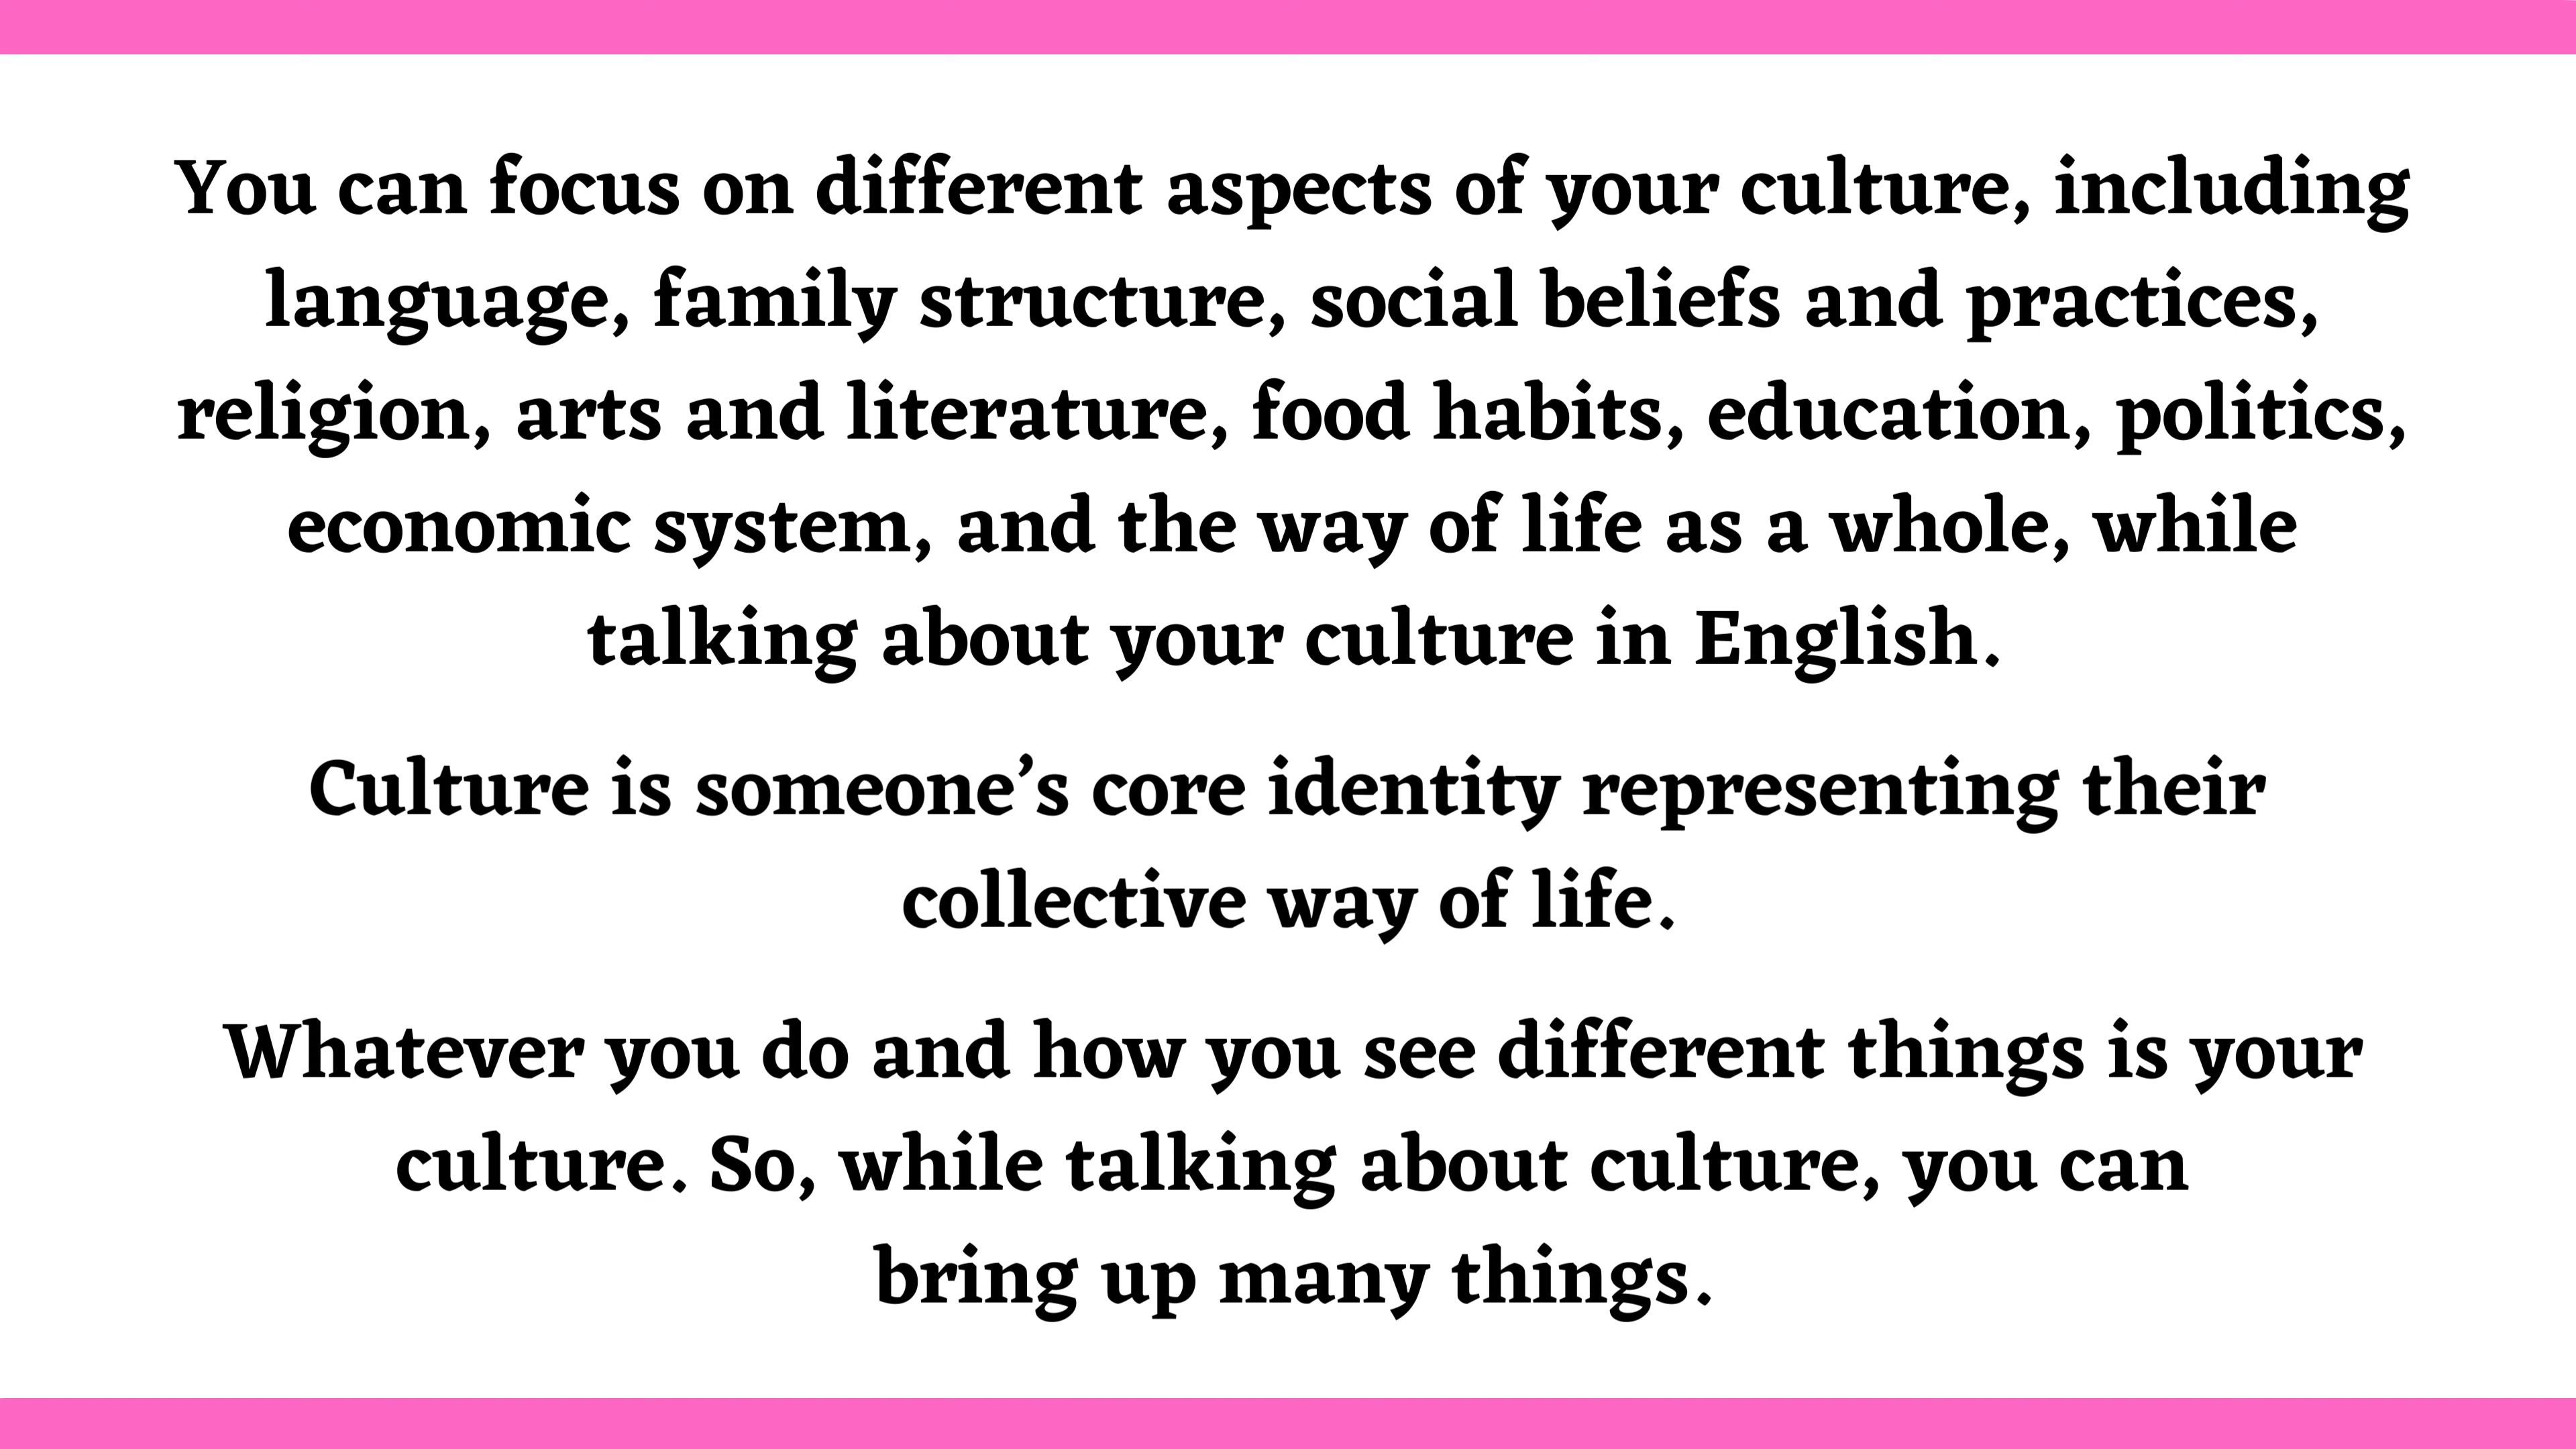 You can focus on different aspects of your culture, including
language, family structure, social beliefs and practices,
religion, arts and literature, food habits, education, politics,
economic system, and the way of life as a whole, while
talking about your culture in English.
Culture is someone’s core identity representing their
collective way of life.
Whatever you do and how you see different things is your
culture. So, while talking about culture, you can
bring up many things.